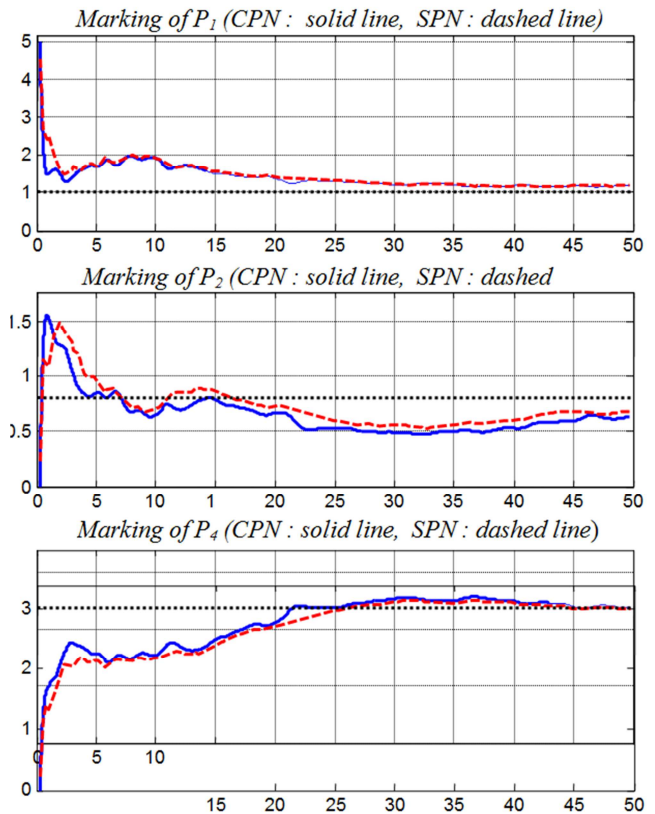 Marking of P1 (CPN : solid line, SPN : dashed line)
5
4
3
2
1
0
0 5 10 15 20 25 30 35 40 45 50
Marking of P2 (CPN : solid line, SPN : dashed
1.5
1
0.5
0
0 5 10 1 20 25 30 35 40 45 50
Marking of P4 (CPN : solid line, SPN : dashed line)
3
2
1
0 5 10
0
15 25 30 35 40 45 50